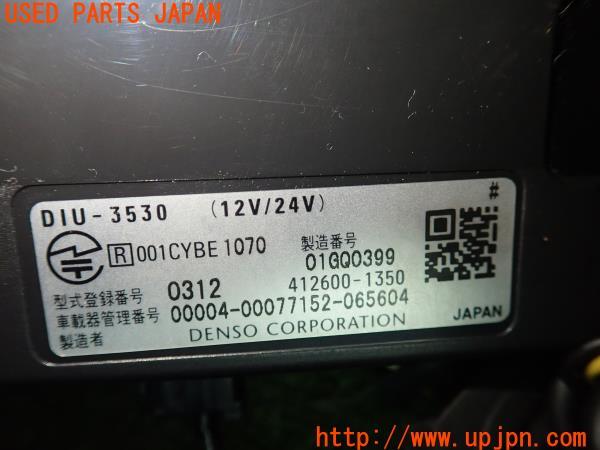 USED PARTS JAPAN
DIU-3530 (12V/24V)
#
R 001CYBE1070
製造番号 01GQ0399
型式登録番号 0312 412600-1350
車載器管理番号 00004-00077152-065604
製造者 DENSO CORPORATION JAPAN
www.upjpn.com